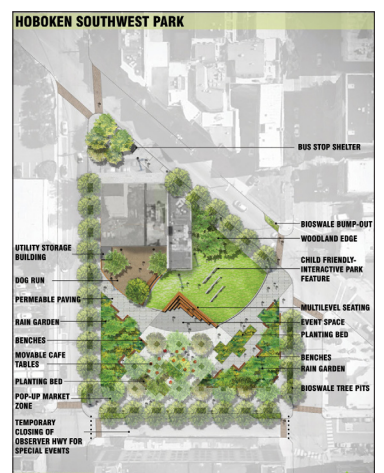 HOBOKEN SOUTHWEST PARK
BUS STOP SHELTER
BIOSWALE BUMP-OUT
WOODLAND EDGE
CHILD FRIENDLY-
INTERACTIVE PARK
FEATURE
MULTILEVEL SEATING
EVENT SPACE
PLANTING BED
BENCHES
RAIN GARDEN
BIOSWALE TREE PITS
UTILITY STORAGE
BUILDING
DOG RUN
PERMEABLE PAVING
RAIN GARDEN
BENCHES
MOVABLE CAFE
TABLES
PLANTING BED
POP-UP MARKET
ZONE
TEMPORARY
CLOSING OF
OBSERVER HWY FOR
SPECIAL EVENTS